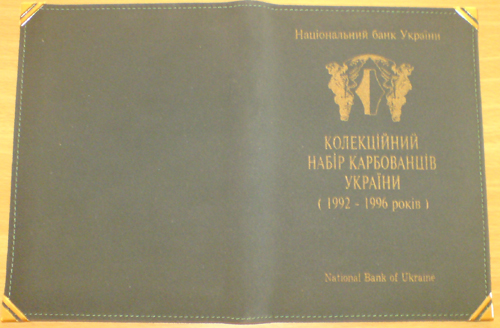 Національний банк України
КОЛЕКЦІЙНИЙ
НАБІР КАРБОВАНЦІВ
УКРАЇНИ
( 1992 - 1996 років )
National Bank of Ukraine